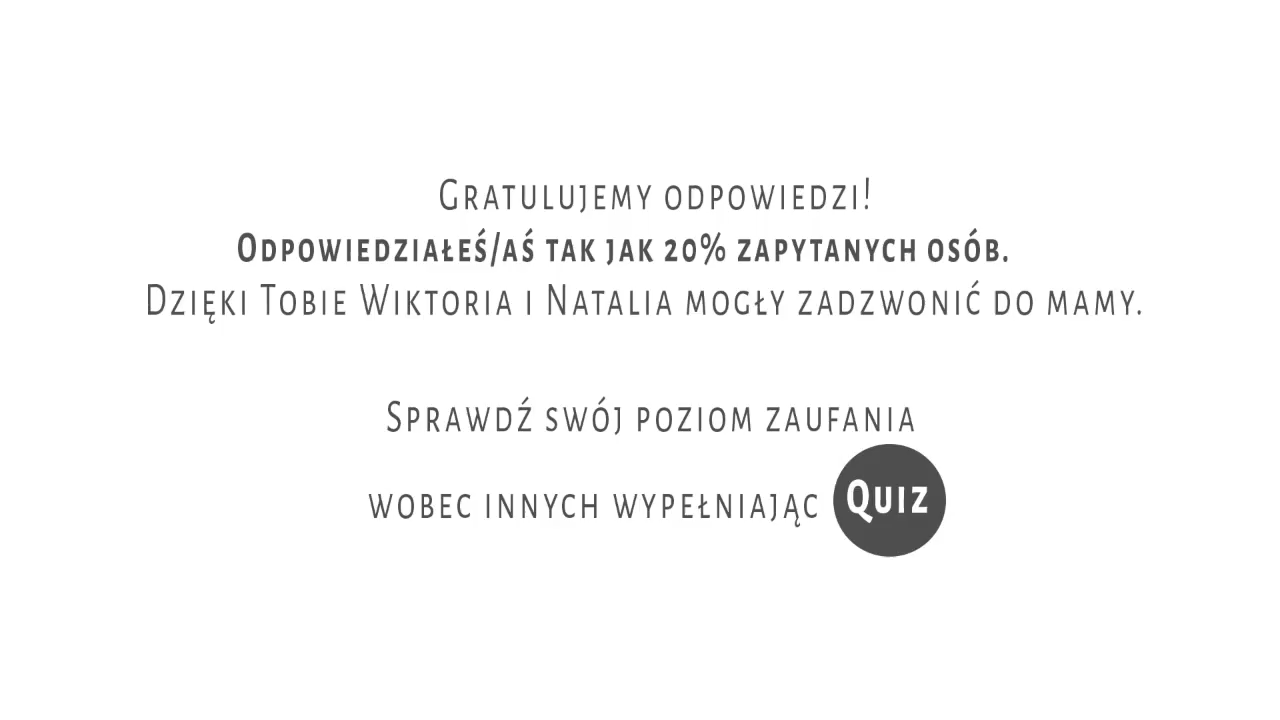 Gratulujemy odpowiedzi!
Odpowiedziałeś/aś tak jak 20% zapytanych osób.
Dzięki Tobie Wiktoria i Natalia mogły zadzwonić do mamy.
Sprawdź swój poziom zaufania
wobec innych wypełniając Quiz